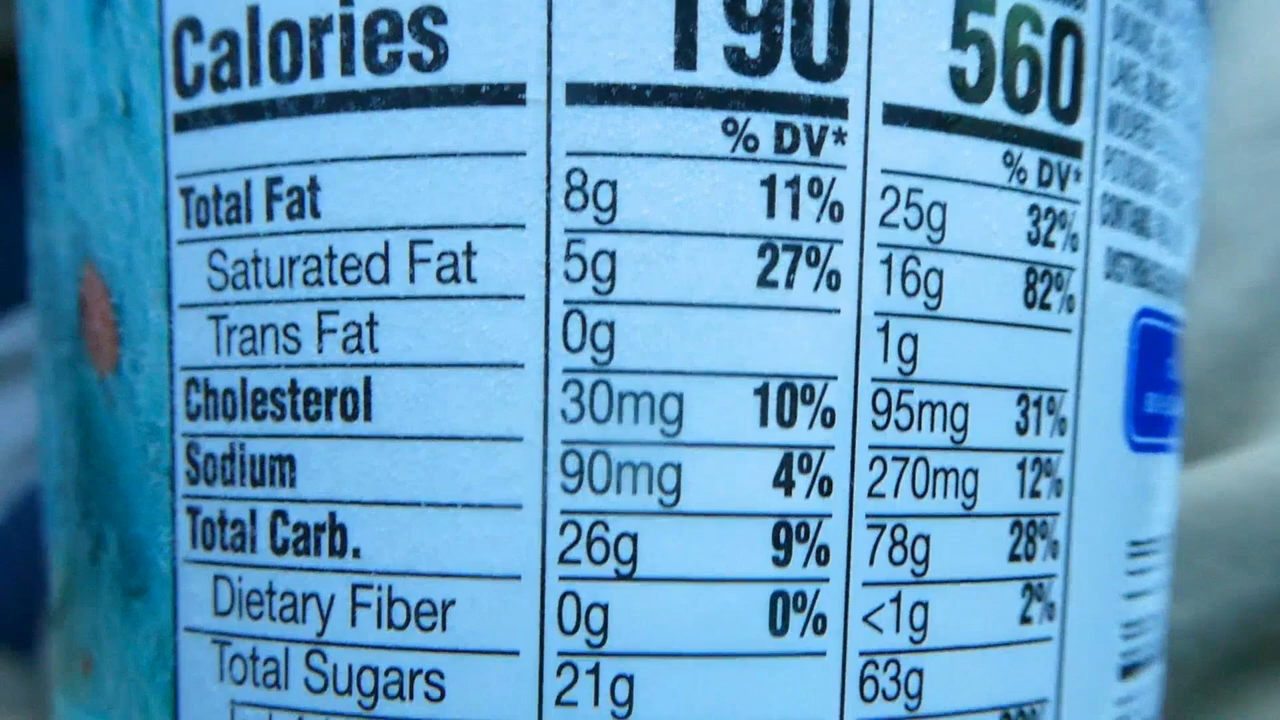 Calories 190 560
% DV* % DV*
Total Fat 8g 11% 25g 32%
Saturated Fat 5g 27% 16g 82%
Trans Fat 0g 1g
Cholesterol 30mg 10% 95mg 31%
Sodium 90mg 4% 270mg 12%
Total Carb. 26g 9% 78g 28%
Dietary Fiber 0g 0% <1g 2%
Total Sugars 21g 63g